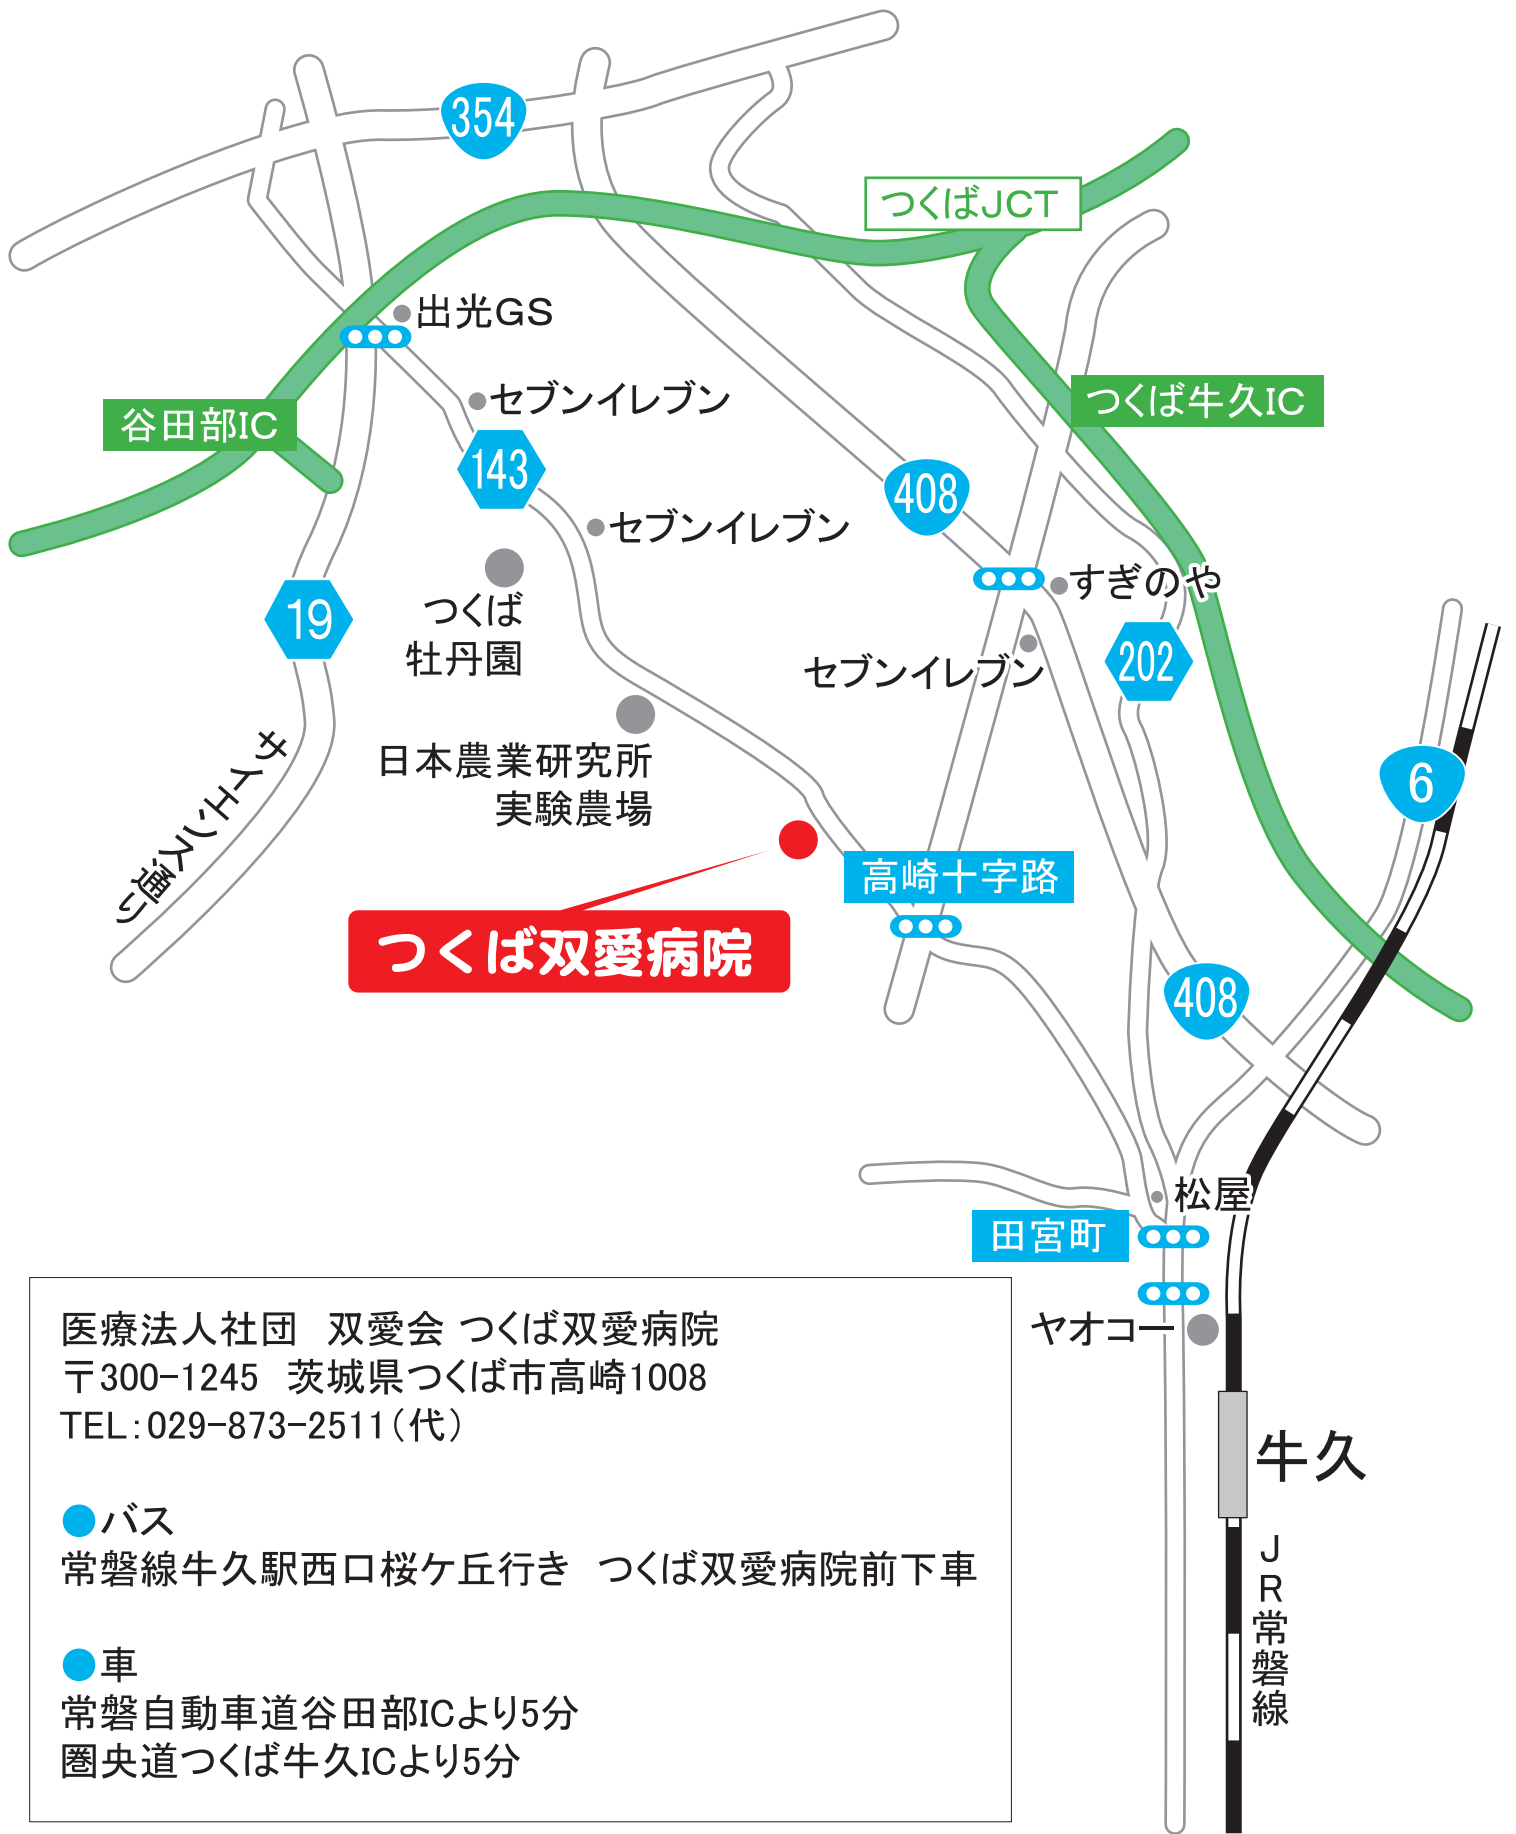 354
つくばJCT
出光GS
セブンイレブン
谷田部IC
つくば牛久IC
143
408
セブンイレブン
すぎのや
つくば
牡丹園
19
セブンイレブン
202
日本農業研究所
実験農場
サイエンス通り
6
高崎十字路
つくば双愛病院
408
松屋
田宮町
ヤオコー
牛久
JR常磐線
医療法人社団　双愛会 つくば双愛病院
〒300-1245　茨城県つくば市高崎1008
TEL:029-873-2511(代)
●バス
常磐線牛久駅西口桜ケ丘行き　つくば双愛病院前下車
●車
常磐自動車道谷田部ICより5分
圏央道つくば牛久ICより5分